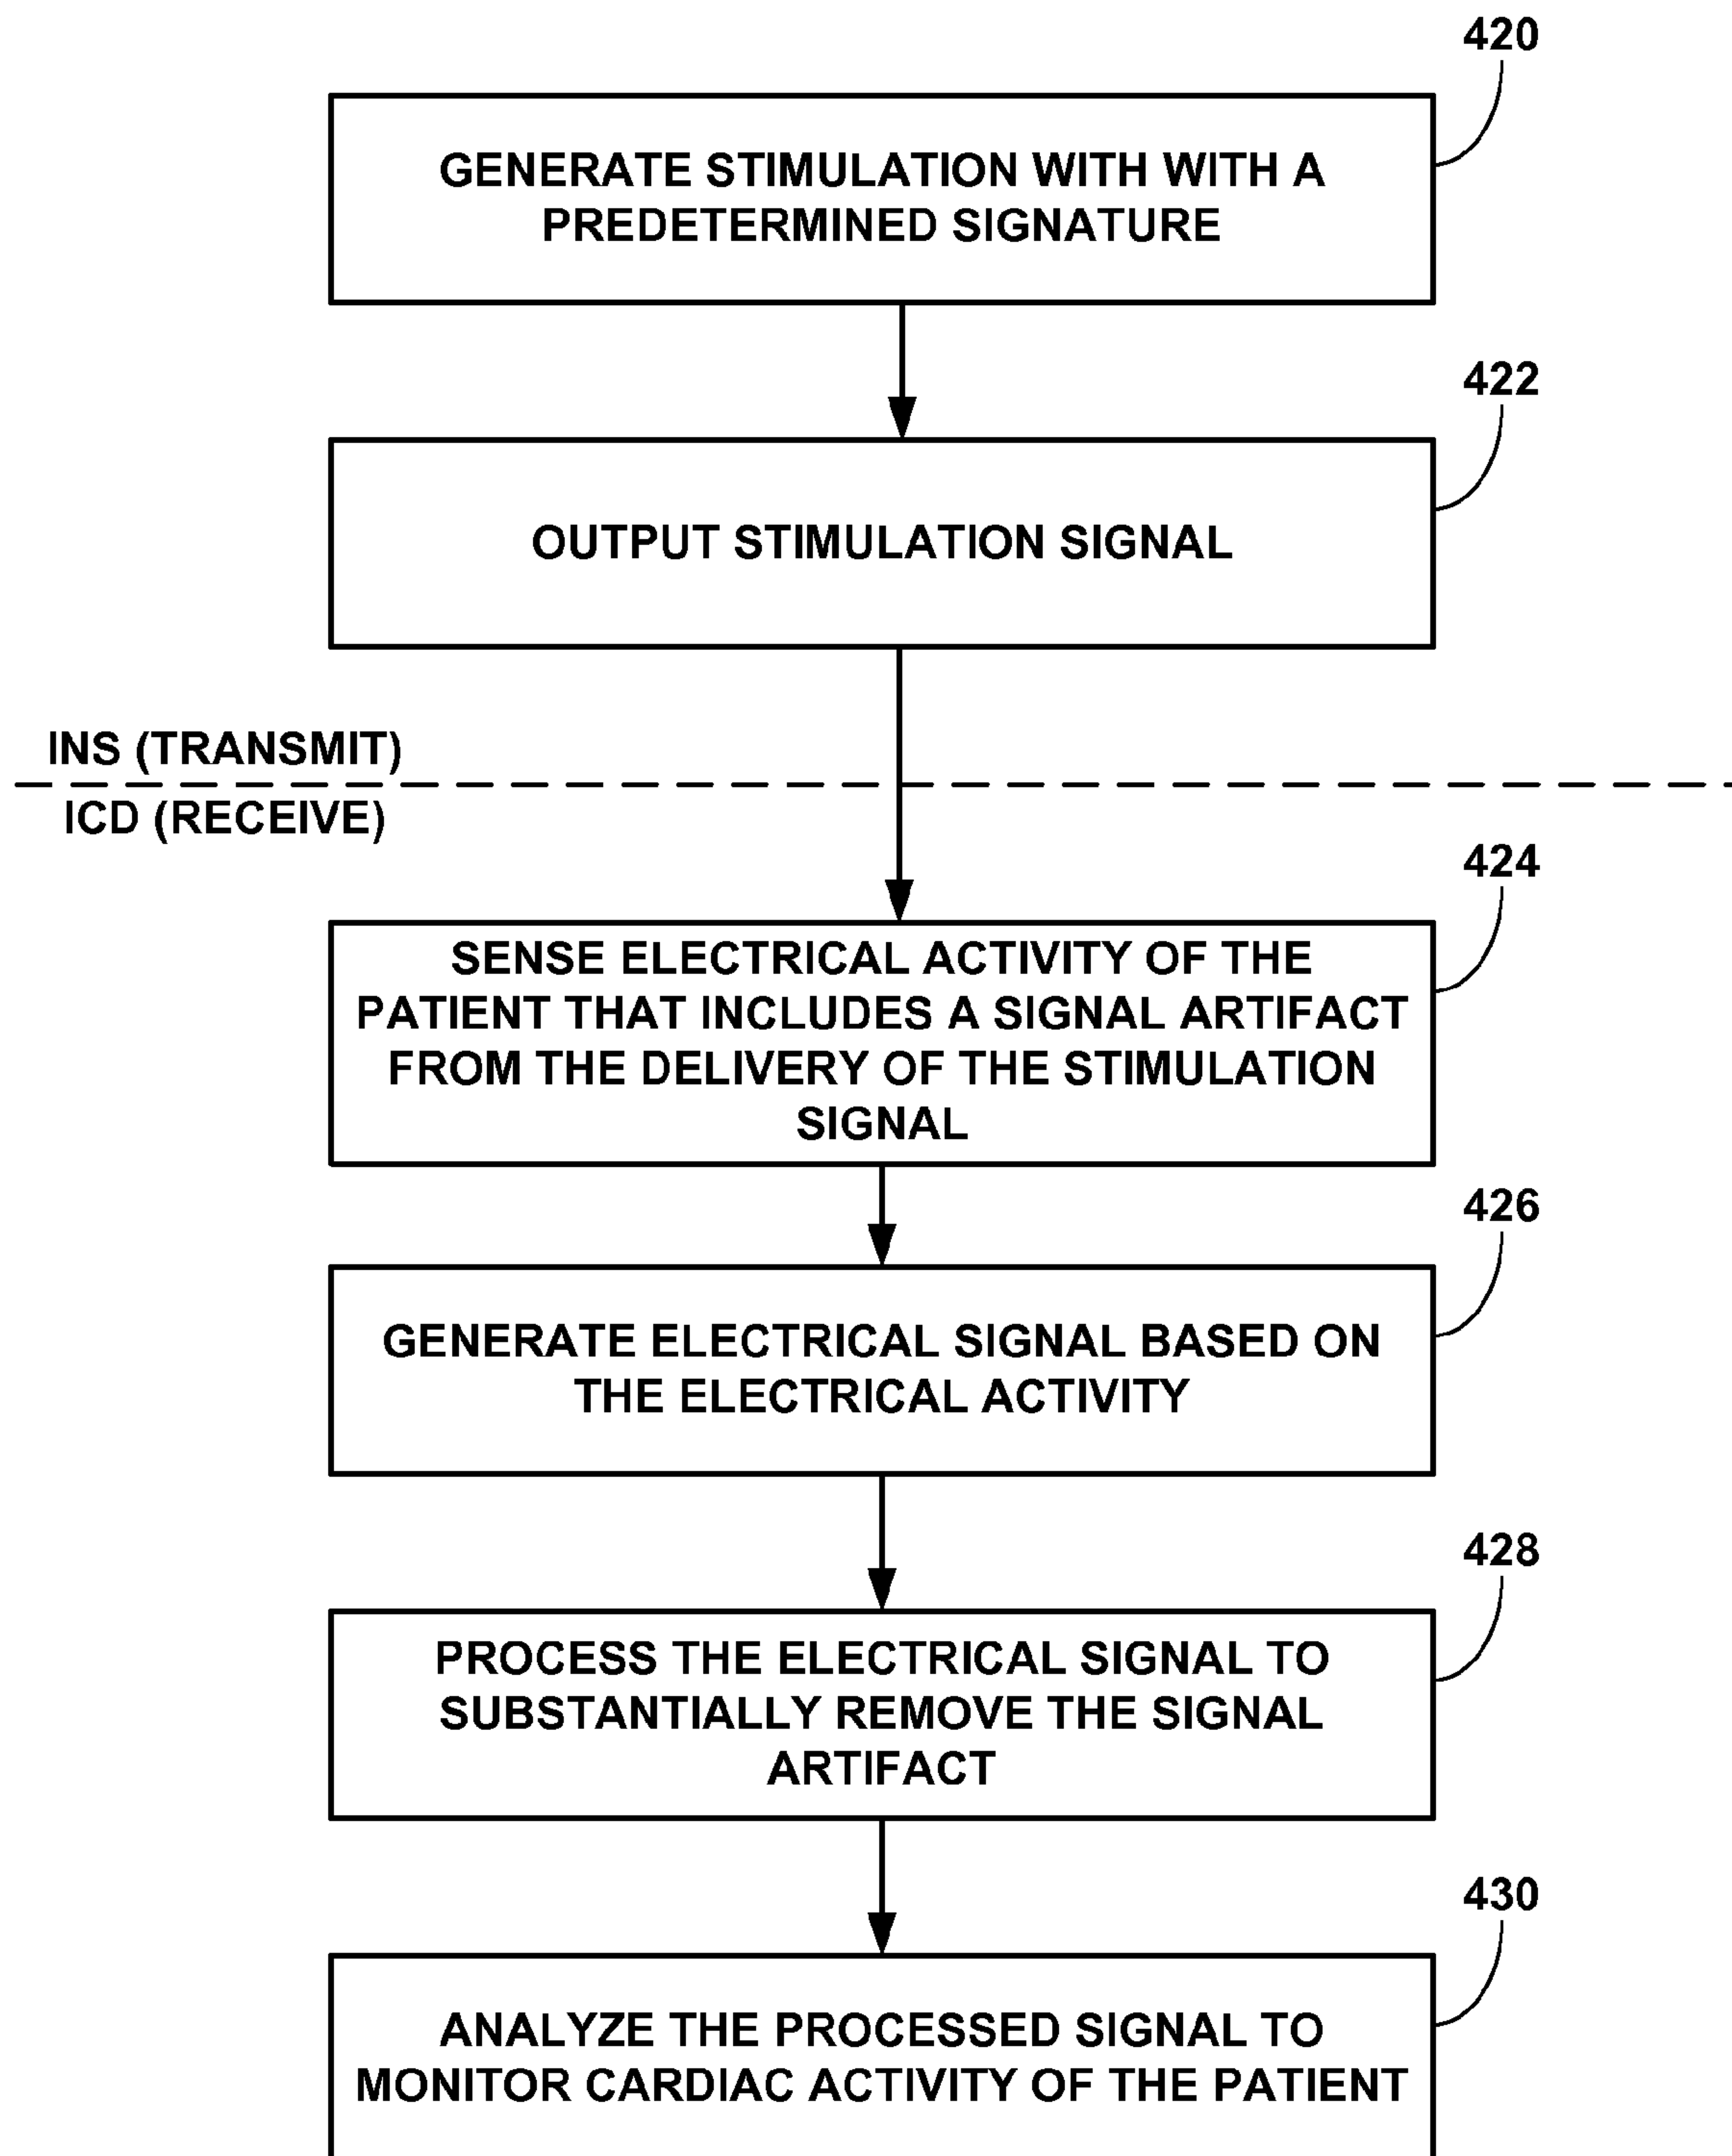 420
GENERATE STIMULATION WITH WITH A
PREDETERMINED SIGNATURE
422
OUTPUT STIMULATION SIGNAL
INS (TRANSMIT)
ICD (RECEIVE)
424
SENSE ELECTRICAL ACTIVITY OF THE
PATIENT THAT INCLUDES A SIGNAL ARTIFACT
FROM THE DELIVERY OF THE STIMULATION
SIGNAL
426
GENERATE ELECTRICAL SIGNAL BASED ON
THE ELECTRICAL ACTIVITY
428
PROCESS THE ELECTRICAL SIGNAL TO
SUBSTANTIALLY REMOVE THE SIGNAL
ARTIFACT
430
ANALYZE THE PROCESSED SIGNAL TO
MONITOR CARDIAC ACTIVITY OF THE PATIENT